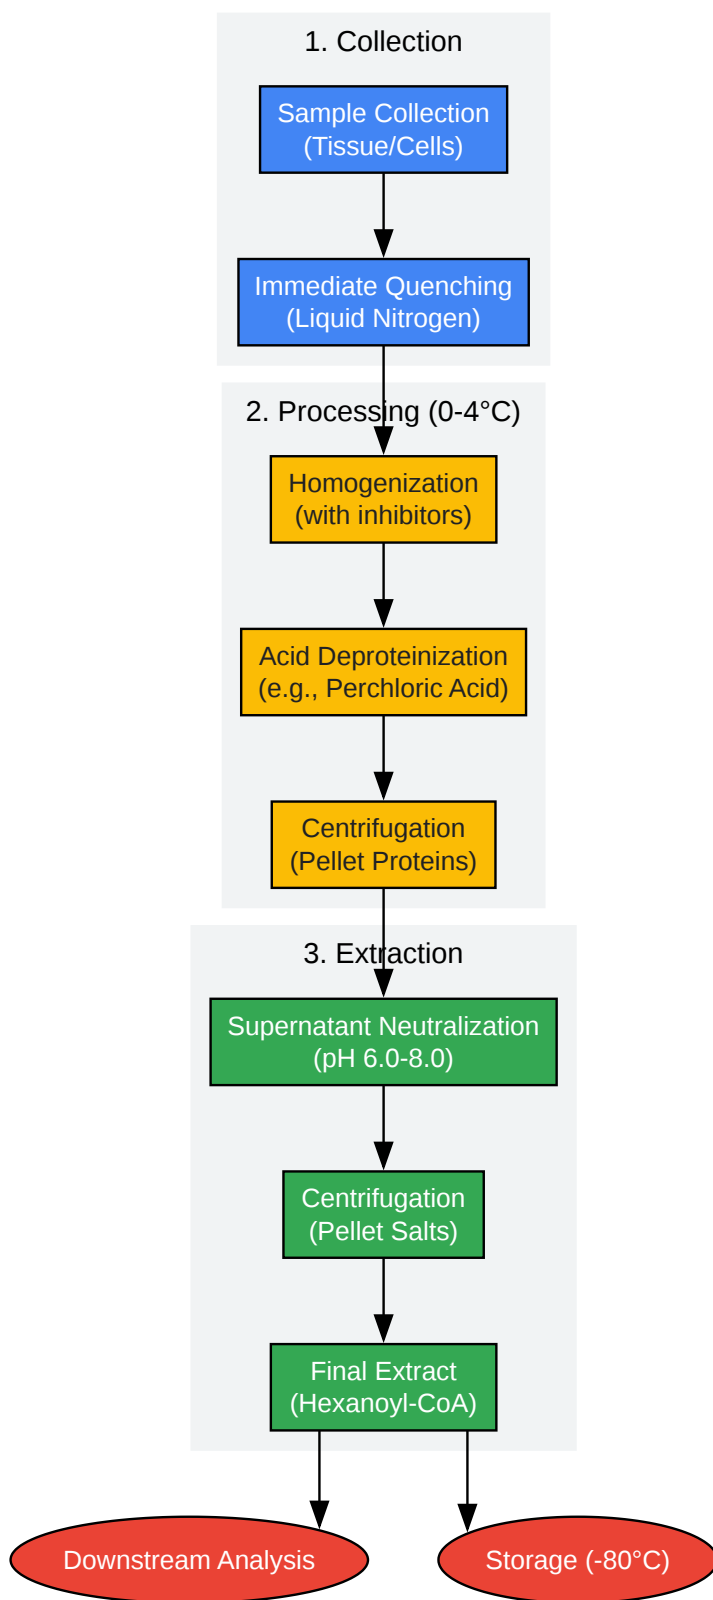 1. Collection
Sample Collection
(Tissue/Cells)
Immediate Quenching
(Liquid Nitrogen)
2. Processing (0-4°C)
Homogenization
(with inhibitors)
Acid Deproteinization
(e.g., Perchloric Acid)
Centrifugation
(Pellet Proteins)
3. Extraction
Supernatant Neutralization
(pH 6.0-8.0)
Centrifugation
(Pellet Salts)
Final Extract
(Hexanoyl-CoA)
Downstream Analysis
Storage (-80°C)